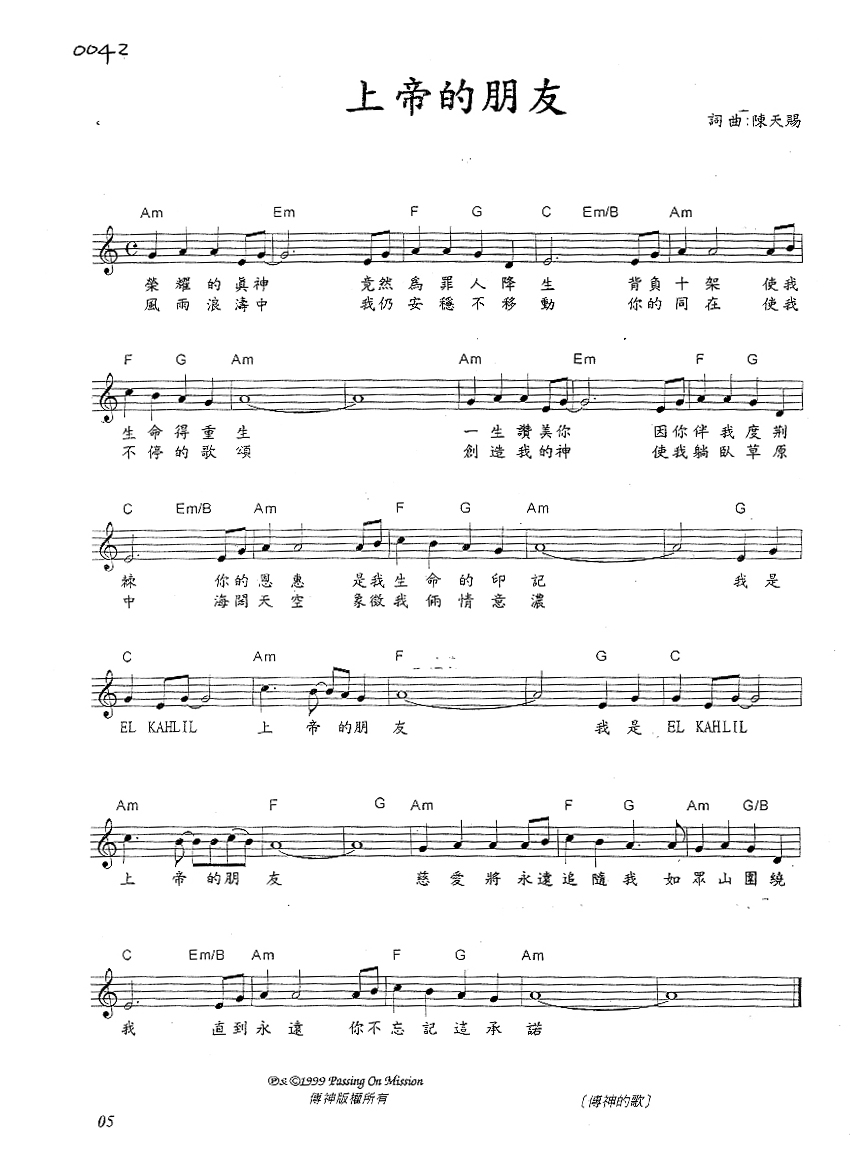 0042
上帝的朋友
詞曲:陳天賜
Am Em F G C Em/B Am
榮耀的真神 竟然為罪人降生 背負十架 使我
風雨浪濤中 我仍安穩不移動 你的同在 使我
F G Am Am Em F G
生命得重生 一生讚美你 因你伴我度荆
不停的歌頌 創造我的神 使我躺臥草原
C Em/B Am F G Am G
棘 你的恩惠 是我生命的印記 我是
中 海闊天空 象徵我倆情意濃
C Am F G C
EL KAHLIL 上帝的朋友 我是 EL KAHLIL
Am F G Am F G Am G/B
上帝的朋友 慈愛將永遠追隨我 如眾山圍繞
C Em/B Am F G Am
我 直到永遠 你不忘記這承諾
℗& ©1999 Passing On Mission
傳神版權所有
〔傳神的歌〕
05